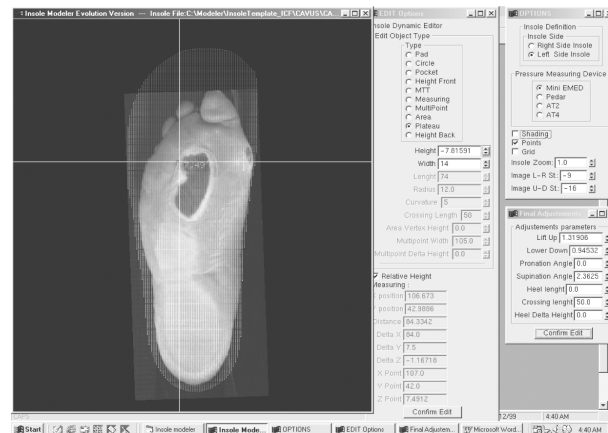 Insole Modeler Evolution Version --- Insole File:C:\Modeler\InsoleTemplate_ICF\CAVUS\CA...
CAPS
EDIT Options
Insole Dynamic Editor
Edit Object Type
Type
Pad
Circle
Pocket
Height Front
MTT
Measuring
MultiPoint
Area
Plateau
Height Back
Height -7.81591
Width 14
Lenght 74
Radius 12.0
Curvature 5
Crossing Length 50
Area Vertex Height 0.0
Multipoint Width 105.0
Multipoint Delta Height 0.0
Relative Height
Measuring :
position 106.673
position 42.9886
Distance 84.3342
Delta X 84.0
Delta Y 7.5
Delta Z -1.16718
X Point 107.0
Y Point 42.0
Z Point 7.4912
Confirm Edit
OPTIONS
Insole Definition
Insole Side
Right Side Insole
Left Side Insole
Pressure Measuring Device
Mini EMED
Pedar
AT2
AT4
Shading
Points
Grid
Insole Zoom: 1.0
Image L-R St.: -9
Image U-D St.: -16
Final Adjustements
Adjustements parameters
Lift Up 1.31906
Lower Down 0.94532
Pronation Angle 0.0
Supination Angle 2.3625
Heel lenght 0.0
Crossing lenght 50.0
Heel Delta Height 0.0
Confirm Edit
12/99 4:40 AM
Start
Insole modeler
Insole Mode...
OPTIONS
EDIT Options
Final Adjustem...
Microsoft Word...
4:40 AM